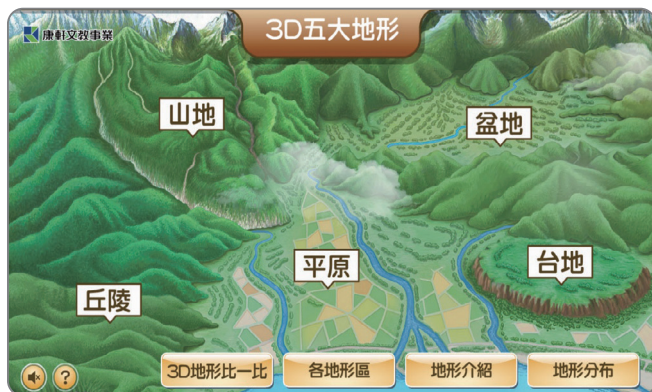 康軒文教事業
3D五大地形
山地
盆地
平原
台地
丘陵
?
3D地形比一比
各地形區
地形介紹
地形分布